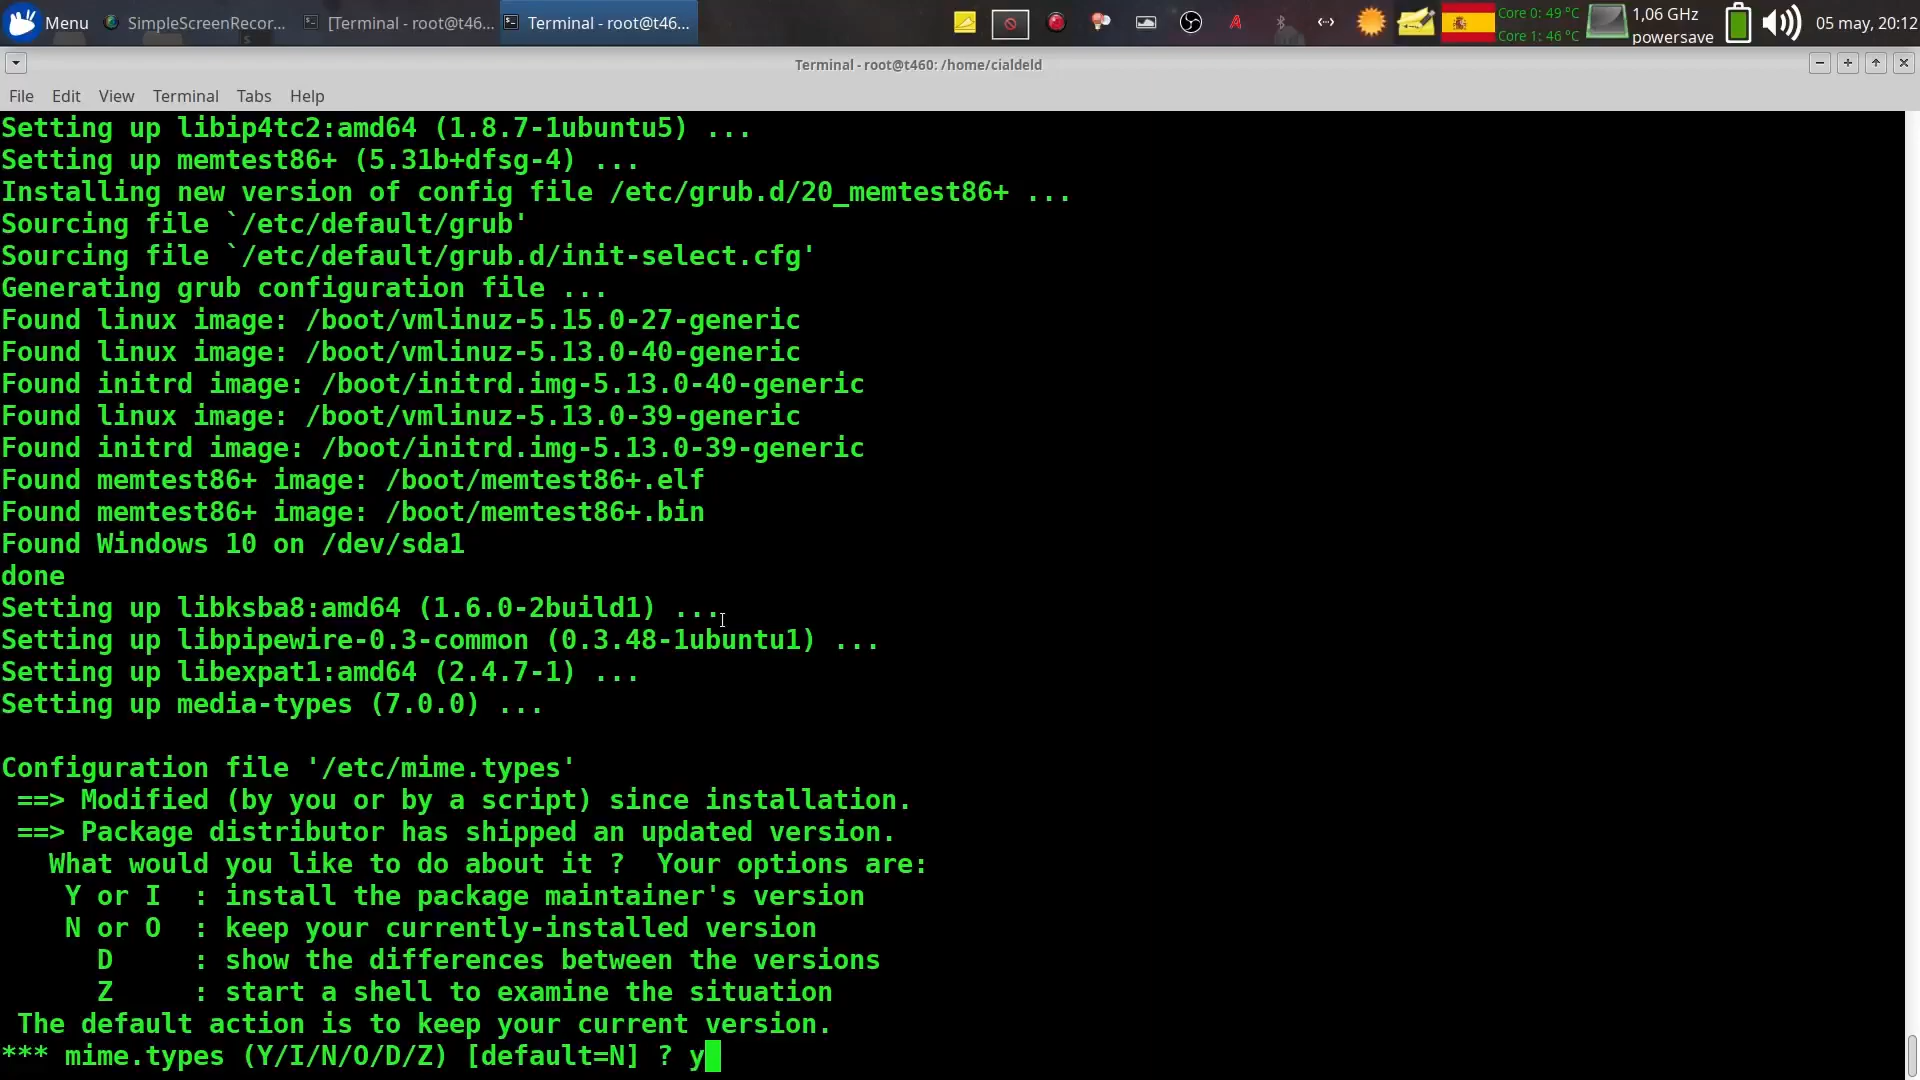 Menu
SimpleScreenRecor...
[Terminal - root@t46...
Terminal - root@t46...
Core 0: 49 °C
Core 1: 46 °C
1,06 GHz
powersave
05 may, 20:12
Terminal - root@t460: /home/cialdeld
File Edit View Terminal Tabs Help
Setting up libip4tc2:amd64 (1.8.7-1ubuntu5) ...
Setting up memtest86+ (5.31b+dfsg-4) ...
Installing new version of config file /etc/grub.d/20_memtest86+ ...
Sourcing file `/etc/default/grub'
Sourcing file `/etc/default/grub.d/init-select.cfg'
Generating grub configuration file ...
Found linux image: /boot/vmlinuz-5.15.0-27-generic
Found linux image: /boot/vmlinuz-5.13.0-40-generic
Found initrd image: /boot/initrd.img-5.13.0-40-generic
Found linux image: /boot/vmlinuz-5.13.0-39-generic
Found initrd image: /boot/initrd.img-5.13.0-39-generic
Found memtest86+ image: /boot/memtest86+.elf
Found memtest86+ image: /boot/memtest86+.bin
Found Windows 10 on /dev/sda1
done
Setting up libksba8:amd64 (1.6.0-2build1) ...
Setting up libpipewire-0.3-common (0.3.48-1ubuntu1) ...
Setting up libexpat1:amd64 (2.4.7-1) ...
Setting up media-types (7.0.0) ...
Configuration file '/etc/mime.types'
 ==> Modified (by you or by a script) since installation.
 ==> Package distributor has shipped an updated version.
   What would you like to do about it ?  Your options are:
    Y or I  : install the package maintainer's version
    N or O  : keep your currently-installed version
      D     : show the differences between the versions
      Z     : start a shell to examine the situation
 The default action is to keep your current version.
*** mime.types (Y/I/N/O/D/Z) [default=N] ? y